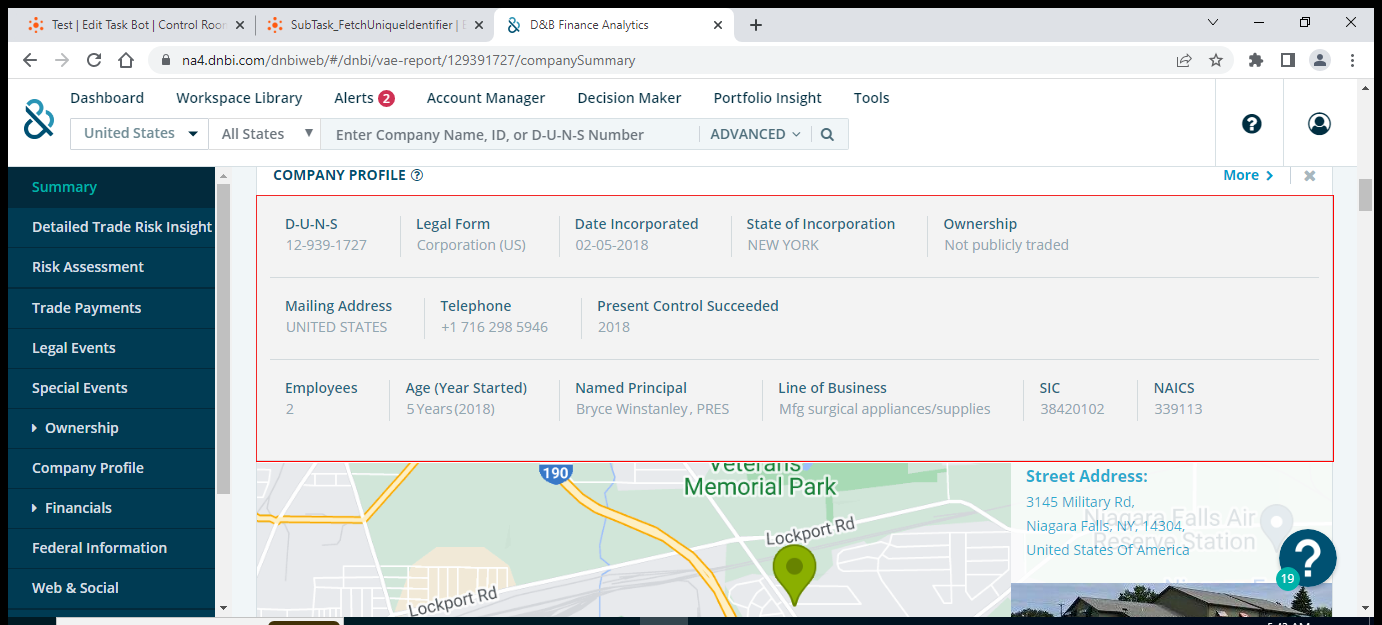 Test | Edit Task Bot | Control Roor
SubTask_FetchUniqueIdentifier | E
D&B Finance Analytics
na4.dnbi.com/dnbiweb/#/dnbi/vae-report/129391727/companySummary
Dashboard Workspace Library Alerts 2 Account Manager Decision Maker Portfolio Insight Tools
United States All States Enter Company Name, ID, or D-U-N-S Number ADVANCED
?
Summary
Detailed Trade Risk Insight
Risk Assessment
Trade Payments
Legal Events
Special Events
Ownership
Company Profile
Financials
Federal Information
Web & Social
COMPANY PROFILE ? More
D-U-N-S Legal Form Date Incorporated State of Incorporation Ownership
12-939-1727 Corporation (US) 02-05-2018 NEW YORK Not publicly traded
Mailing Address Telephone Present Control Succeeded
UNITED STATES +1 716 298 5946 2018
Employees Age (Year Started) Named Principal Line of Business SIC NAICS
2 5 Years (2018) Bryce Winstanley, PRES Mfg surgical appliances/supplies 38420102 339113
190
Veterans
Memorial Park
Lockport Rd
Lockport Rd
Niagara Falls Air
Reserve Station
Street Address:
3145 Military Rd,
Niagara Falls, NY, 14304,
United States Of America
?
19